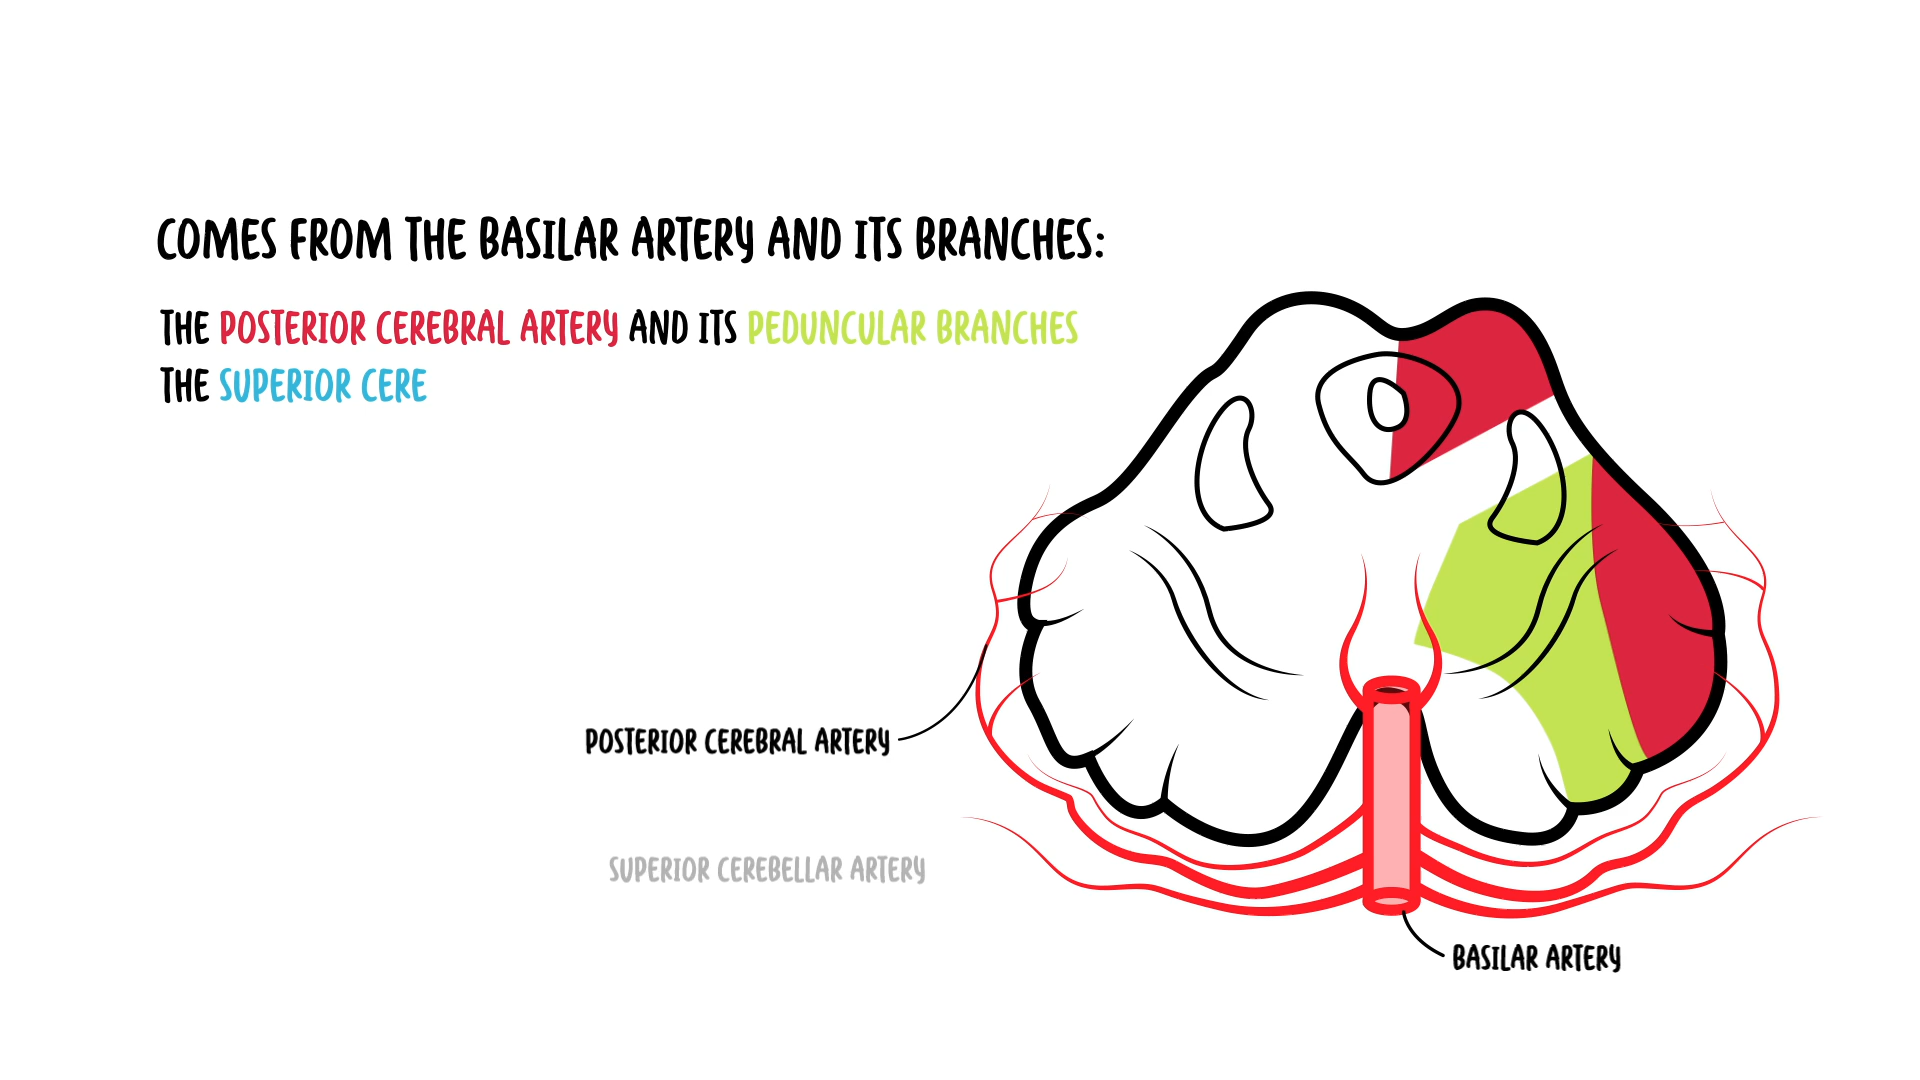 COMES FROM THE BASILAR ARTERY AND ITS BRANCHES:
THE POSTERIOR CEREBRAL ARTERY AND ITS PEDUNCULAR BRANCHES
THE SUPERIOR CERE
POSTERIOR CEREBRAL ARTERY
SUPERIOR CEREBELLAR ARTERY
BASILAR ARTERY